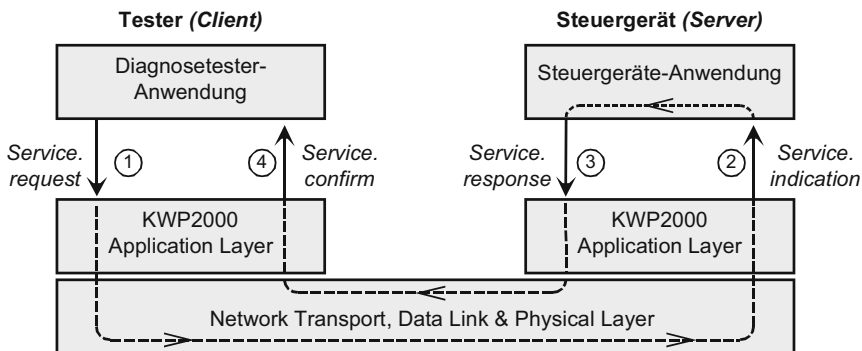 Tester (Client)
Steuergerät (Server)
Diagnosetester-
Anwendung
Steuergeräte-Anwendung
Service.
request
1
4
Service.
confirm
Service.
response
3
2
Service.
indication
KWP2000
Application Layer
KWP2000
Application Layer
Network Transport, Data Link & Physical Layer